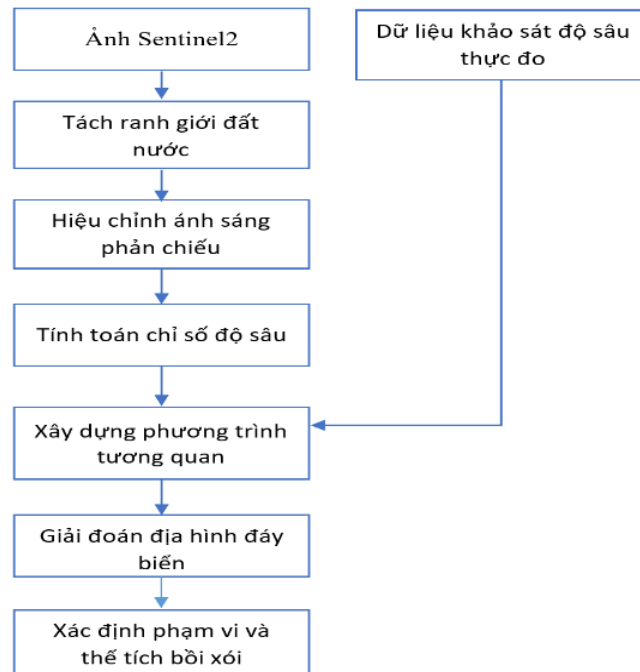 Ảnh Sentinel2
Dữ liệu khảo sát độ sâu
thực đo
Tách ranh giới đất
nước
Hiệu chỉnh ánh sáng
phản chiếu
Tính toán chỉ số độ sâu
Xây dựng phương trình
tương quan
Giải đoán địa hình đáy
biển
Xác định phạm vi và
thể tích bồi xói